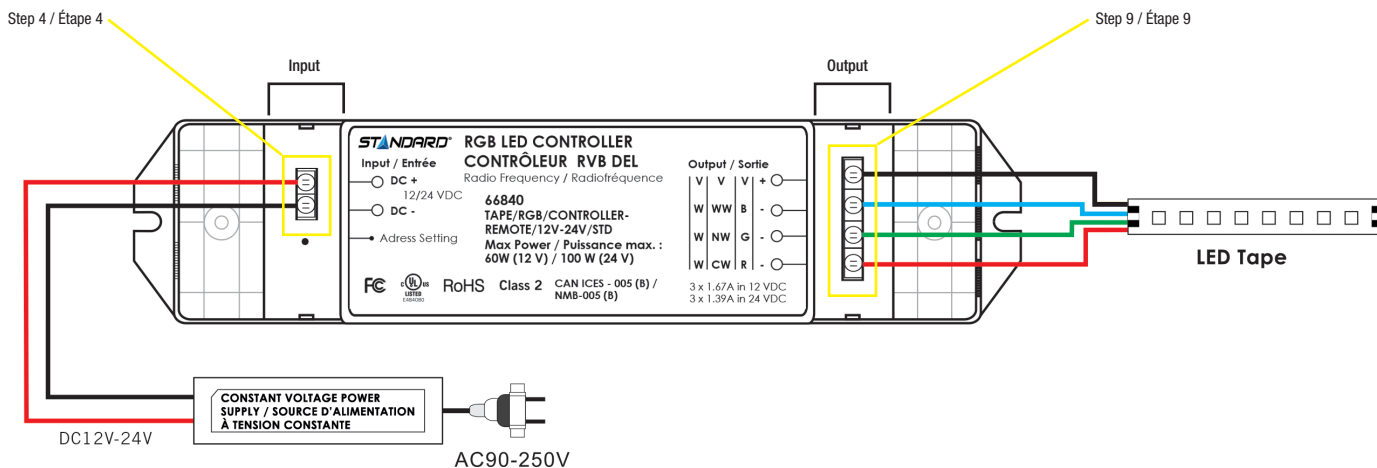 Step 4 / Étape 4
Step 9 / Étape 9
Input
Output
STANDARD®
RGB LED CONTROLLER
CONTRÔLEUR RVB DEL
Radio Frequency / Radiofréquence
Input / Entrée
DC +
12/24 VDC
DC -
Adress Setting
66840
TAPE/RGB/CONTROLLER-
REMOTE/12V-24V/STD
Max Power / Puissance max. :
60W (12 V) / 100 W (24 V)
FC
c UL us
LISTED
E484080
RoHS
Class 2
CAN ICES - 005 (B) /
NMB-005 (B)
Output / Sortie
V V V +
W WW B -
W NW G -
W CW R -
3 x 1.67A in 12 VDC
3 x 1.39A in 24 VDC
LED Tape
CONSTANT VOLTAGE POWER
SUPPLY / SOURCE D'ALIMENTATION
À TENSION CONSTANTE
DC12V-24V
AC90-250V